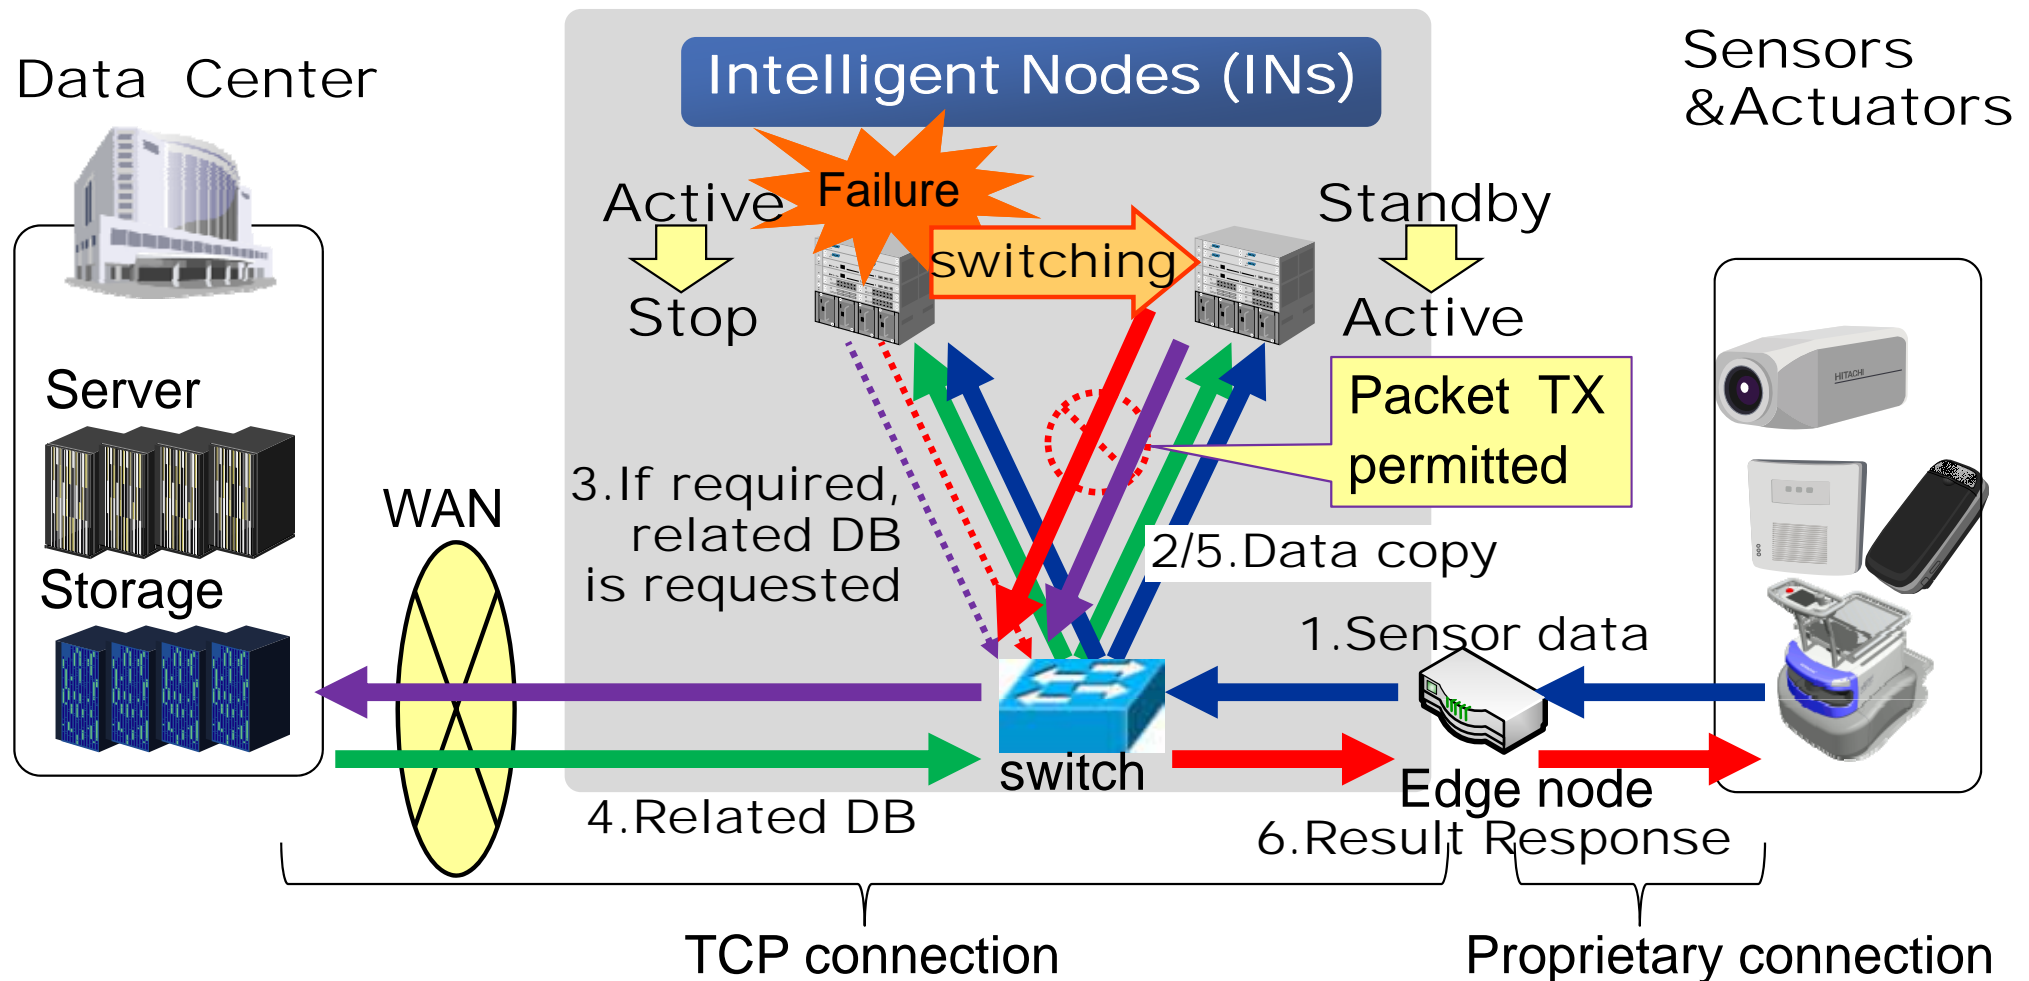 Data Center
Intelligent Nodes (INs)
Sensors
&Actuators
Active
Failure
Standby
switching
Stop
Active
HITACHI
Server
Packet TX
permitted
3.If required,
related DB
is requested
WAN
2/5.Data copy
Storage
1.Sensor data
switch
Edge node
4.Related DB
6.Result Response
TCP connection
Proprietary connection